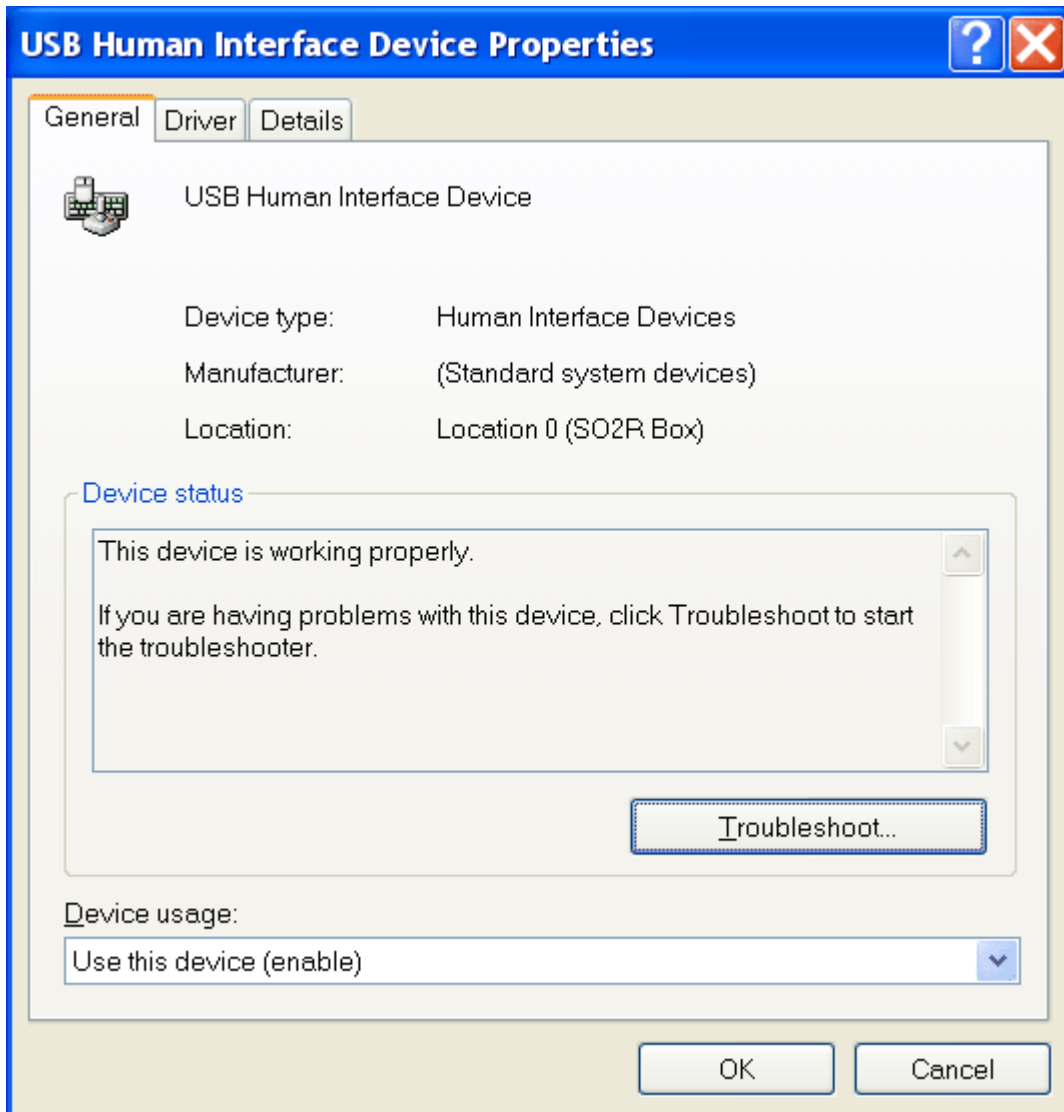 USB Human Interface Device Properties
General Driver Details
USB Human Interface Device
Device type: Human Interface Devices
Manufacturer: (Standard system devices)
Location: Location 0 (SO2R Box)
Device status
This device is working properly.
If you are having problems with this device, click Troubleshoot to start
the troubleshooter.
Troubleshoot...
Device usage:
Use this device (enable)
OK Cancel